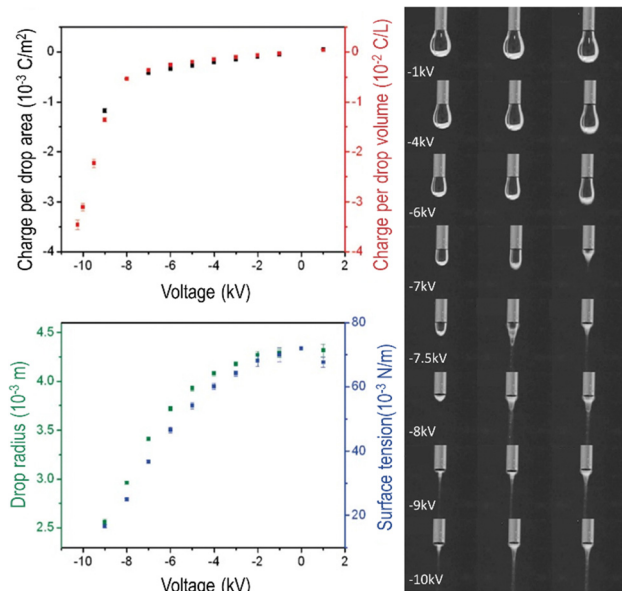 Charge per drop area (10⁻³ C/m²)
0
-1
-2
-3
-4
0
-1
-2
-3
-4
Charge per drop volume (10⁻² C/L)
-10 -8 -6 -4 -2 0 2
Voltage (kV)
Drop radius (10⁻³ m)
4.5
4.0
3.5
3.0
2.5
80
60
40
20
Surface tension(10⁻³ N/m)
-10 -8 -6 -4 -2 0 2
Voltage (kV)
-1kV
-4kV
-6kV
-7kV
-7.5kV
-8kV
-9kV
-10kV